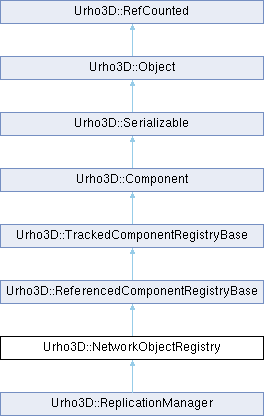 Urho3D::RefCounted
Urho3D::Object
Urho3D::Serializable
Urho3D::Component
Urho3D::TrackedComponentRegistryBase
Urho3D::ReferencedComponentRegistryBase
Urho3D::NetworkObjectRegistry
Urho3D::ReplicationManager